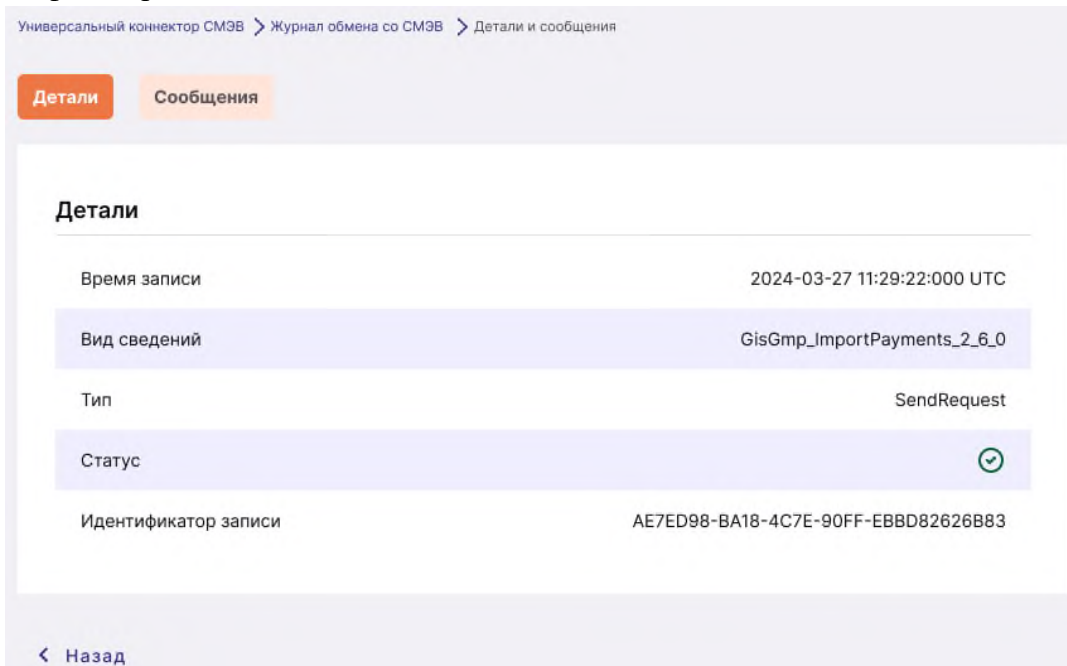 Универсальный коннектор СМЭВ > Журнал обмена со СМЭВ > Детали и сообщения
Детали Сообщения
Детали
Время записи 2024-03-27 11:29:22:000 UTC
Вид сведений GisGmp_ImportPayments_2_6_0
Тип SendRequest
Статус
Идентификатор записи AE7ED98-BA18-4C7E-90FF-EBBD82626B83
< Назад